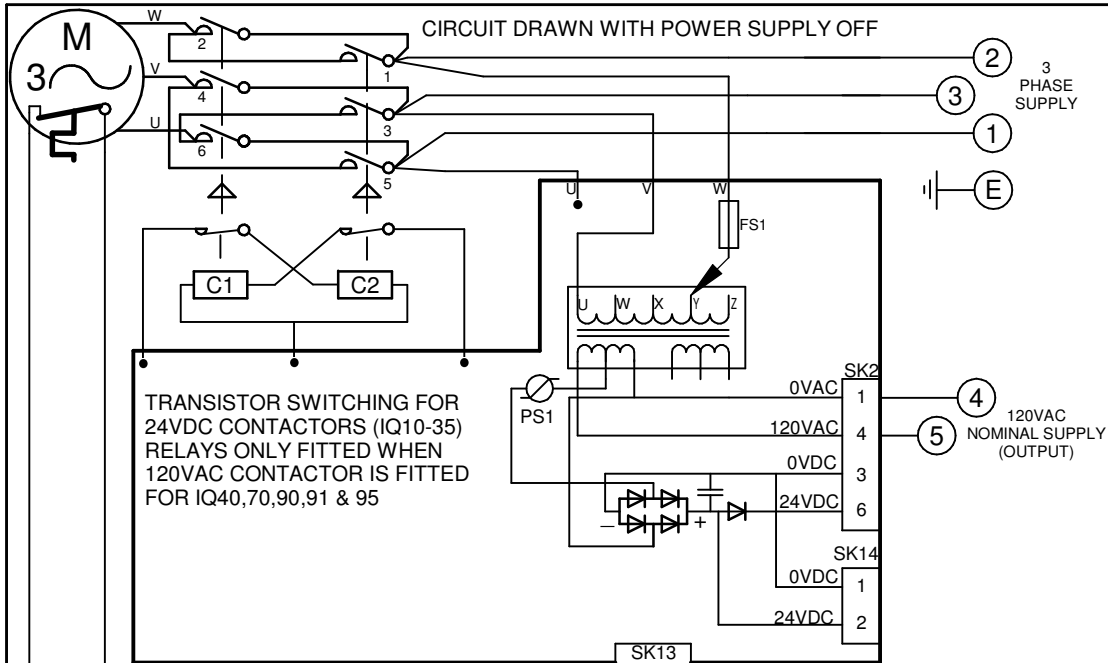 CIRCUIT DRAWN WITH POWER SUPPLY OFF
W
M
3
2
1
2
3
PHASE
SUPPLY
V
4
3
3
U
6
5
1
U
V
W
E
FS1
C1
C2
U
W
X
Y
Z
TRANSISTOR SWITCHING FOR
24VDC CONTACTORS (IQ10-35)
RELAYS ONLY FITTED WHEN
120VAC CONTACTOR IS FITTED
FOR IQ40,70,90,91 & 95
PS1
SK2
0VAC
1
4
120VAC
4
5
120VAC
NOMINAL SUPPLY
(OUTPUT)
0VDC
3
24VDC
6
–
+
SK14
0VDC
1
24VDC
2
SK13